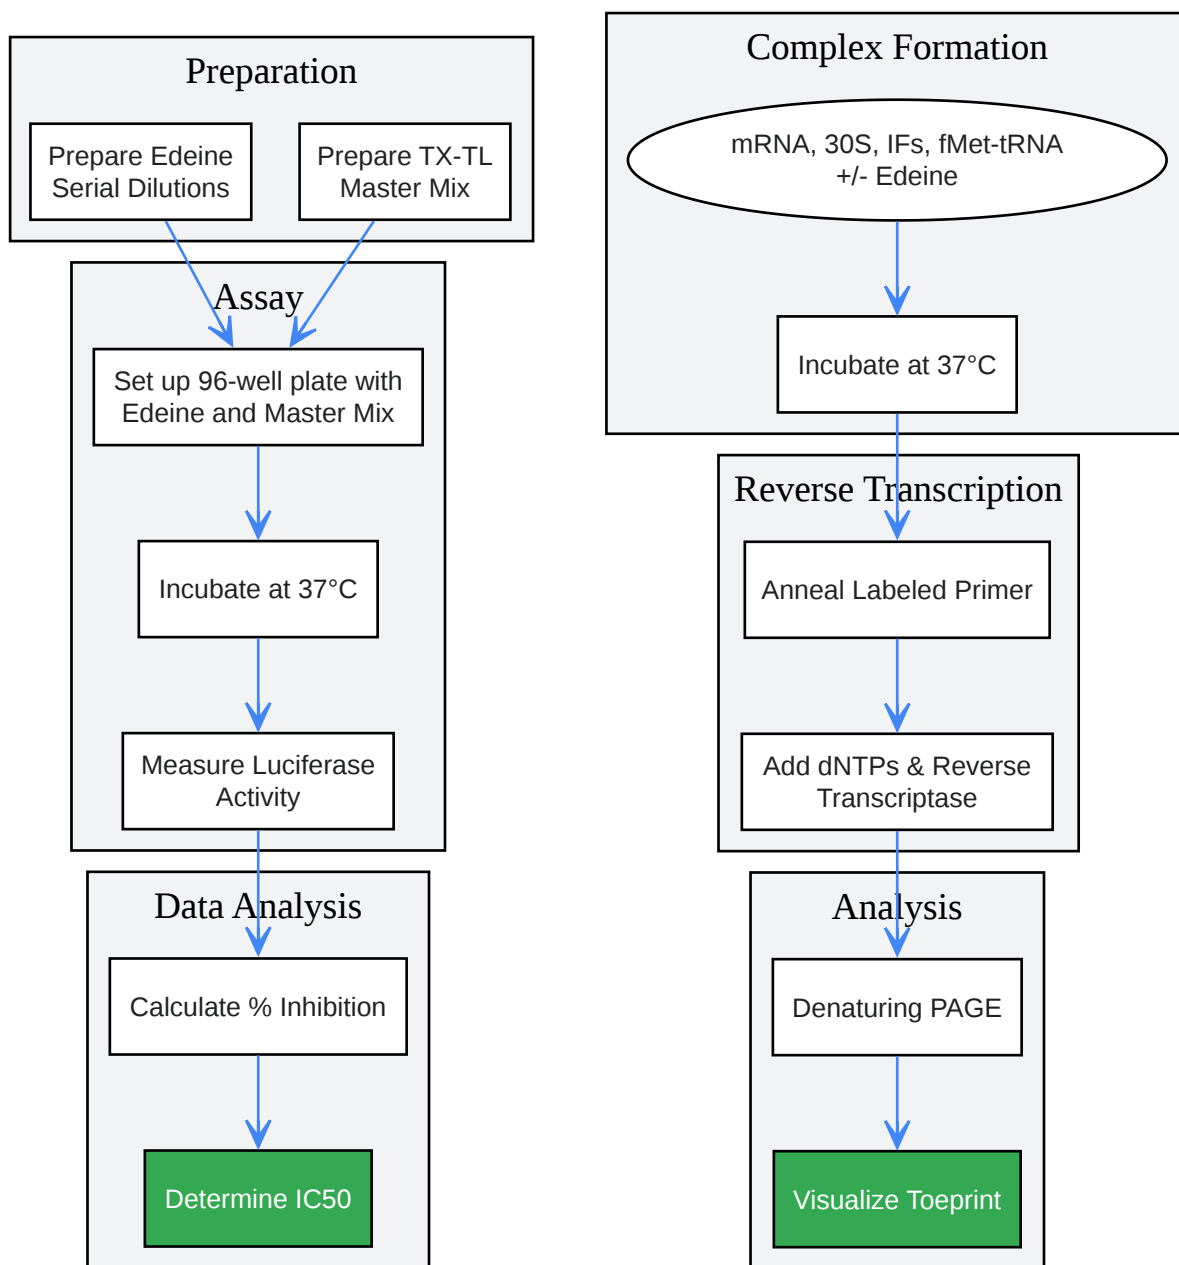 Preparation
Prepare Edeine
Serial Dilutions
Prepare TX-TL
Master Mix
Assay
Set up 96-well plate with
Edeine and Master Mix
Incubate at 37°C
Measure Luciferase
Activity
Data Analysis
Calculate % Inhibition
Determine IC50
Complex Formation
mRNA, 30S, IFs, fMet-tRNA
+/- Edeine
Incubate at 37°C
Reverse Transcription
Anneal Labeled Primer
Add dNTPs & Reverse
Transcriptase
Analysis
Denaturing PAGE
Visualize Toeprint